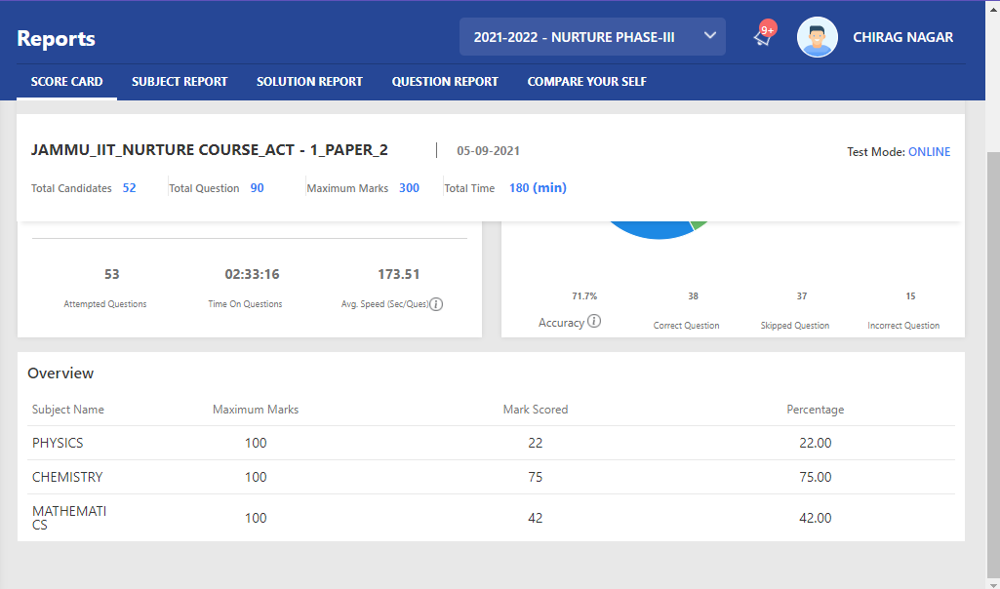 Reports
2021-2022 - NURTURE PHASE-III
9+
CHIRAG NAGAR
SCORE CARD SUBJECT REPORT SOLUTION REPORT QUESTION REPORT COMPARE YOUR SELF
JAMMU_IIT_NURTURE COURSE_ACT - 1_PAPER_2 | 05-09-2021
Test Mode: ONLINE
Total Candidates 52 Total Question 90 Maximum Marks 300 Total Time 180 (min)
53 02:33:16 173.51
Attempted Questions Time On Questions Avg. Speed (Sec/Ques) i
71.7% 38 37 15
Accuracy i Correct Question Skipped Question Incorrect Question
Overview
Subject Name Maximum Marks Mark Scored Percentage
PHYSICS 100 22 22.00
CHEMISTRY 100 75 75.00
MATHEMATI
CS 100 42 42.00